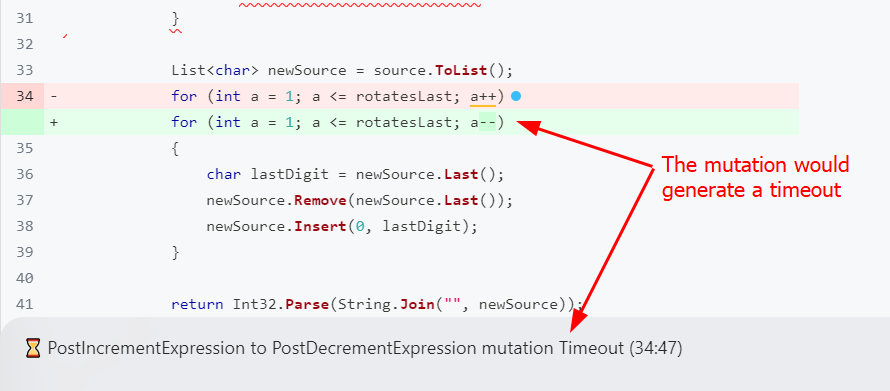 31 }
32
33 List<char> newSource = source.ToList();
34 - for (int a = 1; a <= rotatesLast; a++)
+ for (int a = 1; a <= rotatesLast; a--)
35 {
36 char lastDigit = newSource.Last();
37 newSource.Remove(newSource.Last());
38 newSource.Insert(0, lastDigit);
39 }
40
41 return Int32.Parse(String.Join("", newSource));
The mutation would
generate a timeout
⏳ PostIncrementExpression to PostDecrementExpression mutation Timeout (34:47)